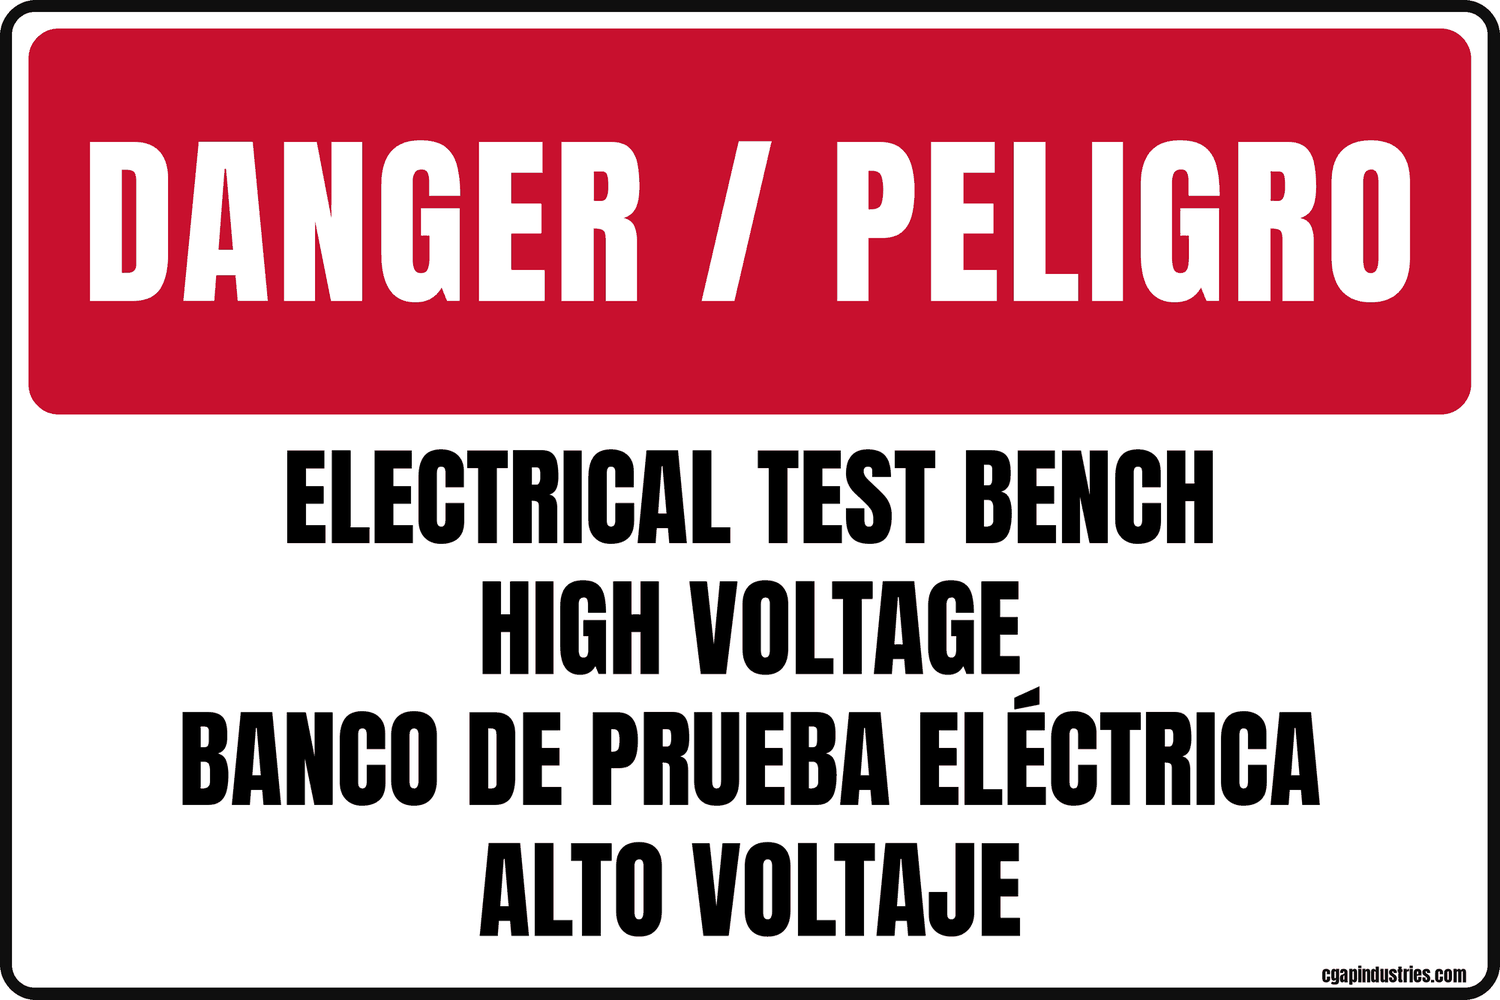 DANGER / PELIGRO
ELECTRICAL TEST BENCH
HIGH VOLTAGE
BANCO DE PRUEBA ELÉCTRICA
ALTO VOLTAJE
cgapindustries.com